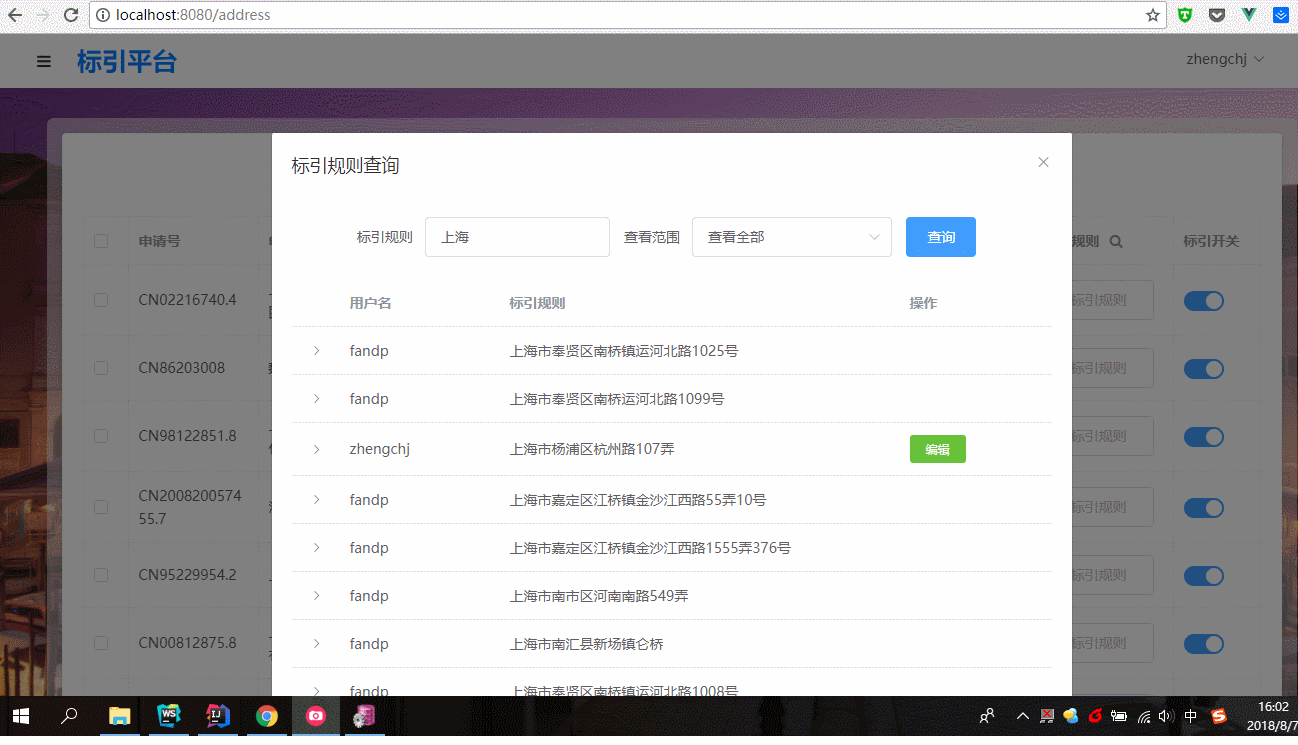 localhost:8080/address
标引平台
zhengchj
标引规则查询
标引规则 上海 查看范围 查看全部 查询
申请号 规则 标引开关
用户名 标引规则 操作
CN02216740.4 标引规则
fandp 上海市奉贤区南桥镇运河北路1025号
CN86203008 标引规则
fandp 上海市奉贤区南桥运河北路1099号
CN98122851.8 标引规则
zhengchj 上海市杨浦区杭州路107弄 编辑
CN2008200574
55.7 标引规则
fandp 上海市嘉定区江桥镇金沙江西路55弄10号
fandp 上海市嘉定区江桥镇金沙江西路1555弄376号
CN95229954.2 标引规则
fandp 上海市南市区河南南路549弄
CN00812875.8 标引规则
fandp 上海市南汇县新场镇仑桥
fandp 上海市奉贤区南桥镇运河北路1008号
WS
IJ
中
16:02
2018/8/7